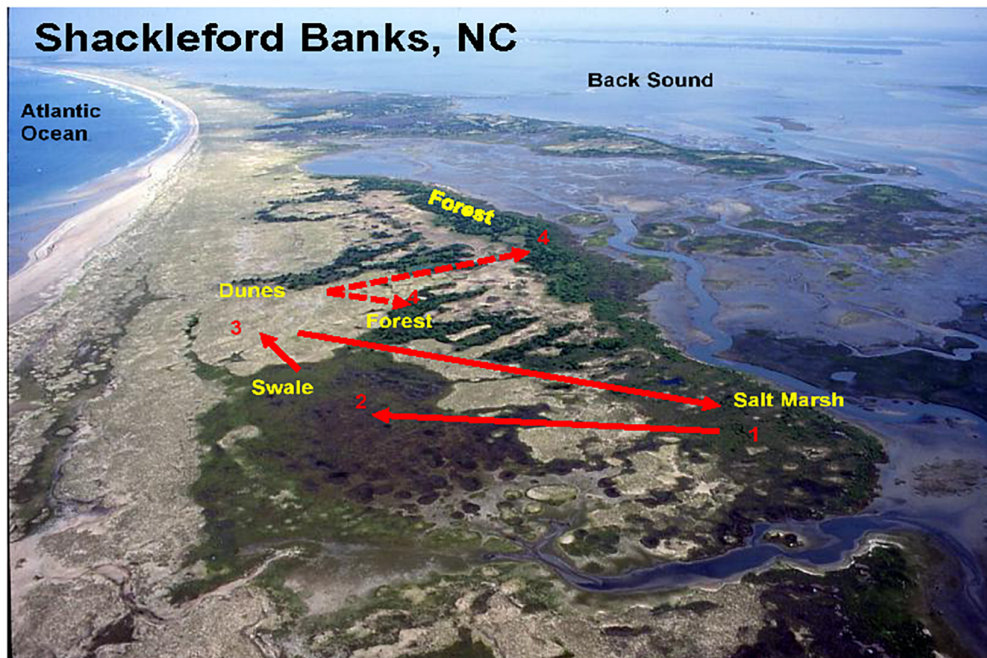 Shackleford Banks, NC
Back Sound
Atlantic
Ocean
Forest
4
Dunes
4
Forest
3
Swale
Salt Marsh
2
1